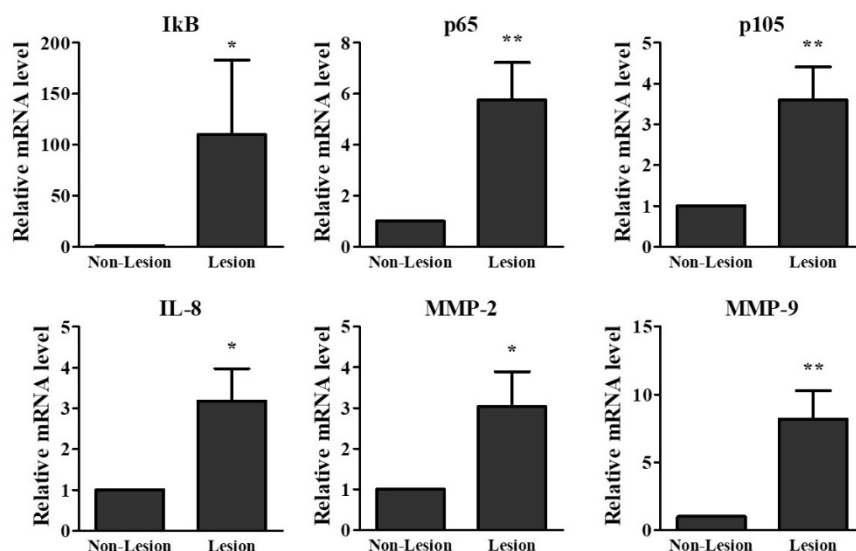 IkB
Relative mRNA level
200
150
100
50
0
*
Non-Lesion Lesion
p65
Relative mRNA level
8
6
4
2
0
**
Non-Lesion Lesion
p105
Relative mRNA level
5
4
3
2
1
0
**
Non-Lesion Lesion
IL-8
Relative mRNA level
5
4
3
2
1
0
*
Non-Lesion Lesion
MMP-2
Relative mRNA level
5
4
3
2
1
0
*
Non-Lesion Lesion
MMP-9
Relative mRNA level
15
10
5
0
**
Non-Lesion Lesion